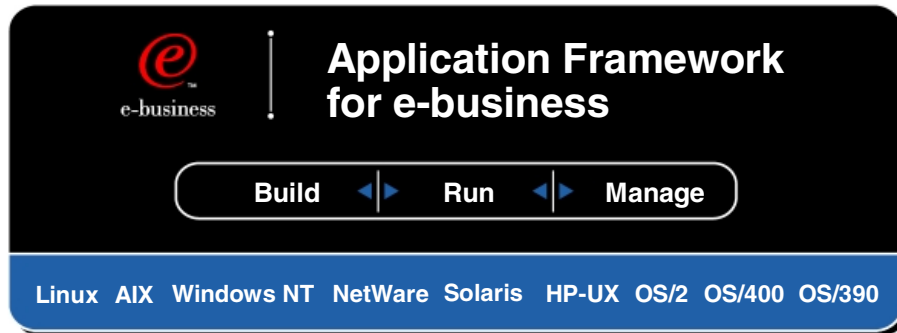 e
TM
e-business
Application Framework
for e-business
Build Run Manage
Linux AIX Windows NT NetWare Solaris HP-UX OS/2 OS/400 OS/390